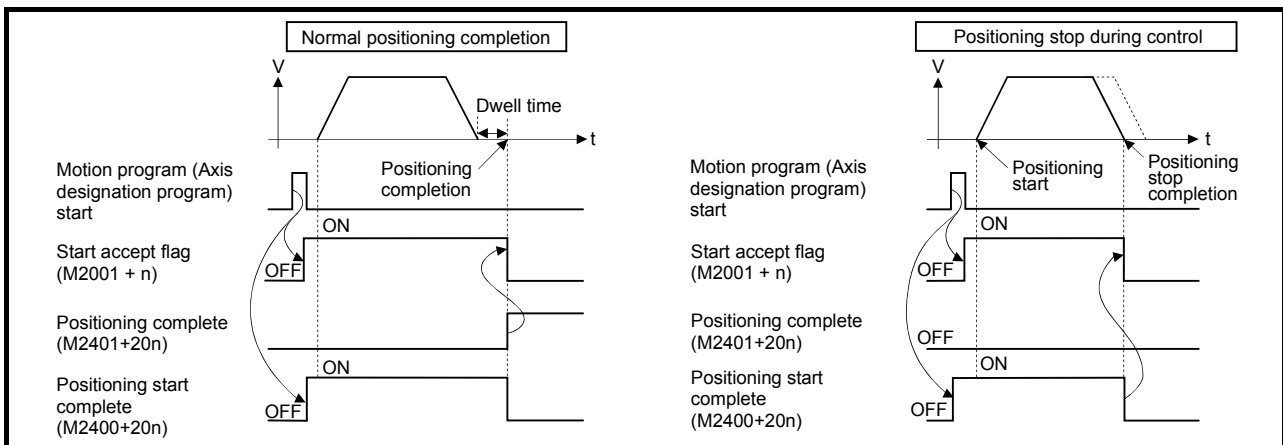 Normal positioning completion
V
Dwell time
t
Positioning
completion
Motion program (Axis
designation program)
start
ON
Start accept flag
(M2001 + n)
OFF
Positioning complete
(M2401+20n)
ON
Positioning start
complete
(M2400+20n)
OFF
Positioning stop during control
V
t
Positioning
start
Positioning
stop
completion
Motion program (Axis
designation program)
start
ON
Start accept flag
(M2001 + n)
OFF
Positioning complete
(M2401+20n)
OFF
ON
Positioning start
complete
(M2400+20n)
OFF